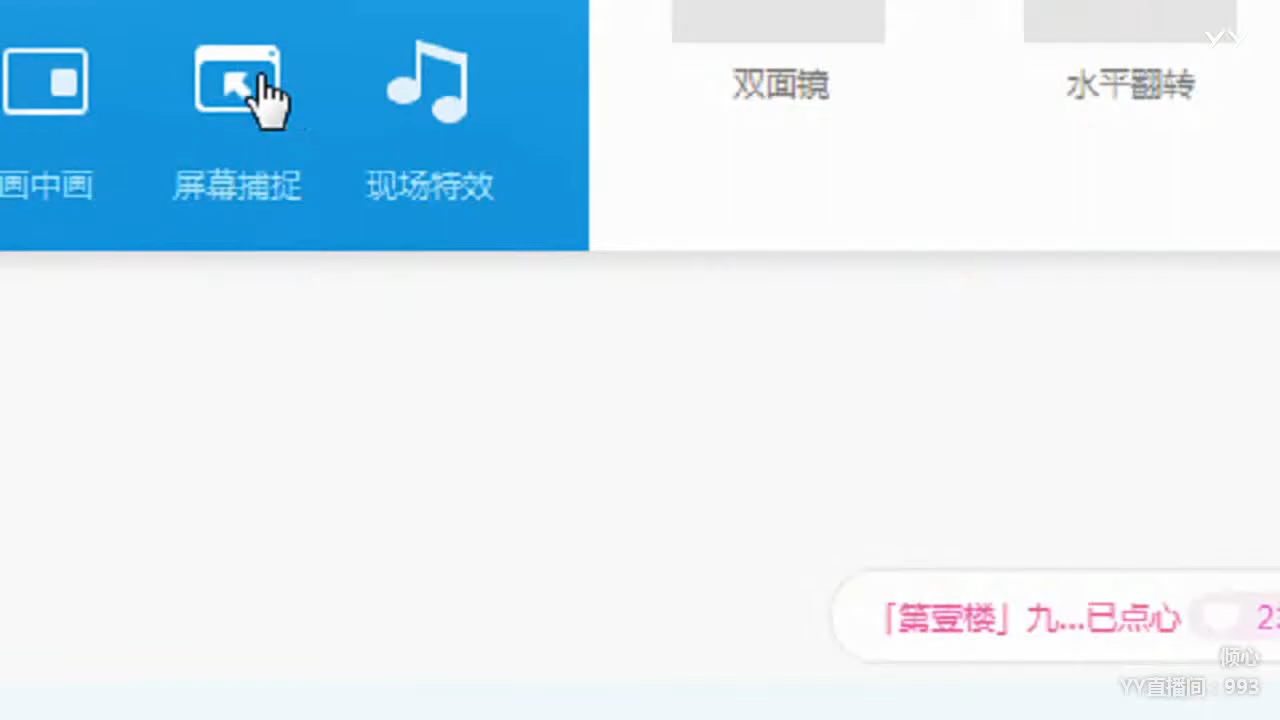 YY
双面镜
水平翻转
画中画
屏幕捕捉
现场特效
「第壹楼」九...已点心
倾心
YY直播间：993